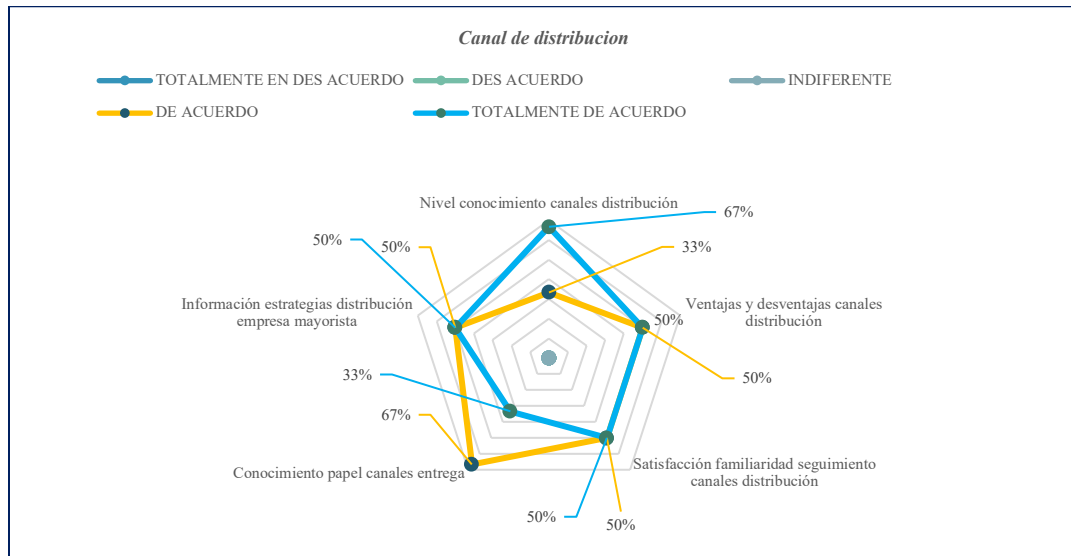 Canal de distribucion
TOTALMENTE EN DES ACUERDO
DES ACUERDO
INDIFERENTE
DE ACUERDO
TOTALMENTE DE ACUERDO
Nivel conocimiento canales distribución
67%
50%
50%
33%
Información estrategias distribución
empresa mayorista
Ventajas y desventajas canales
distribución
50%
33%
50%
67%
Conocimiento papel canales entrega
Satisfacción familiaridad seguimiento
canales distribución
50%
50%